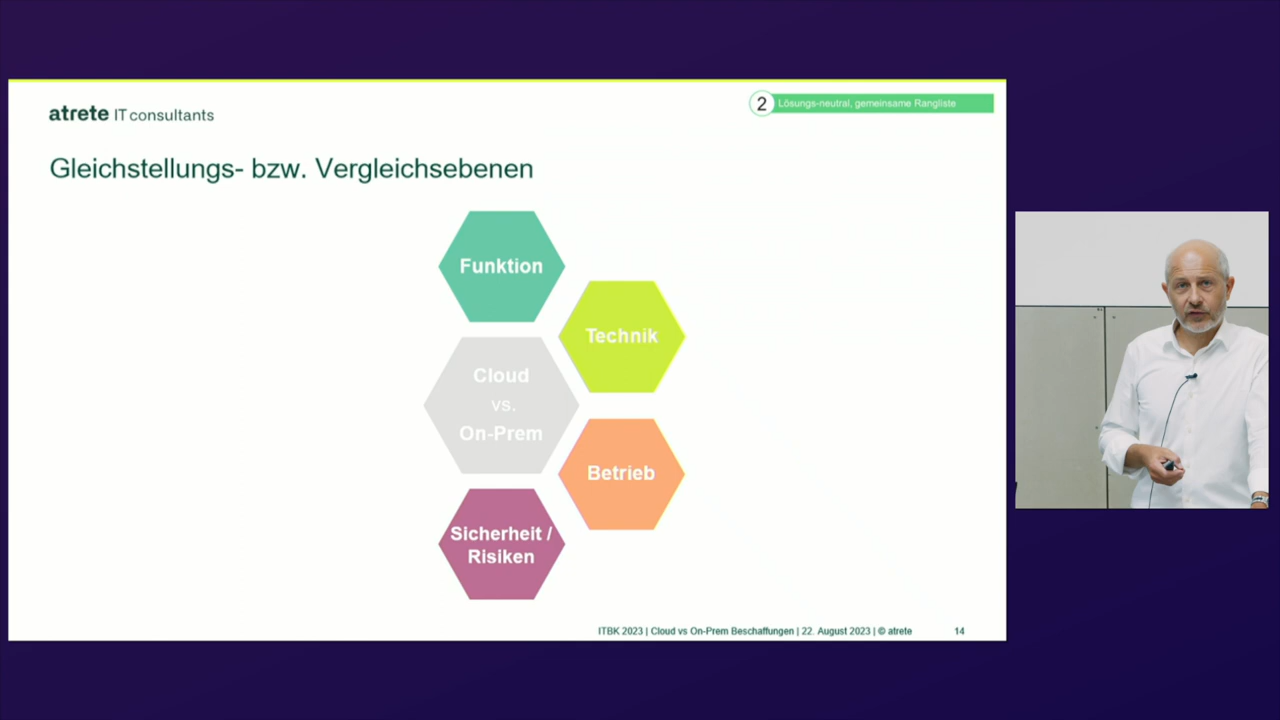 atrete IT consultants
2 Lösungs-neutral, gemeinsame Rangliste
Gleichstellungs- bzw. Vergleichsebenen
Funktion
Technik
Cloud
vs.
On-Prem
Betrieb
Sicherheit /
Risiken
ITBK 2023 | Cloud vs On-Prem Beschaffungen | 22. August 2023 | © atrete 14